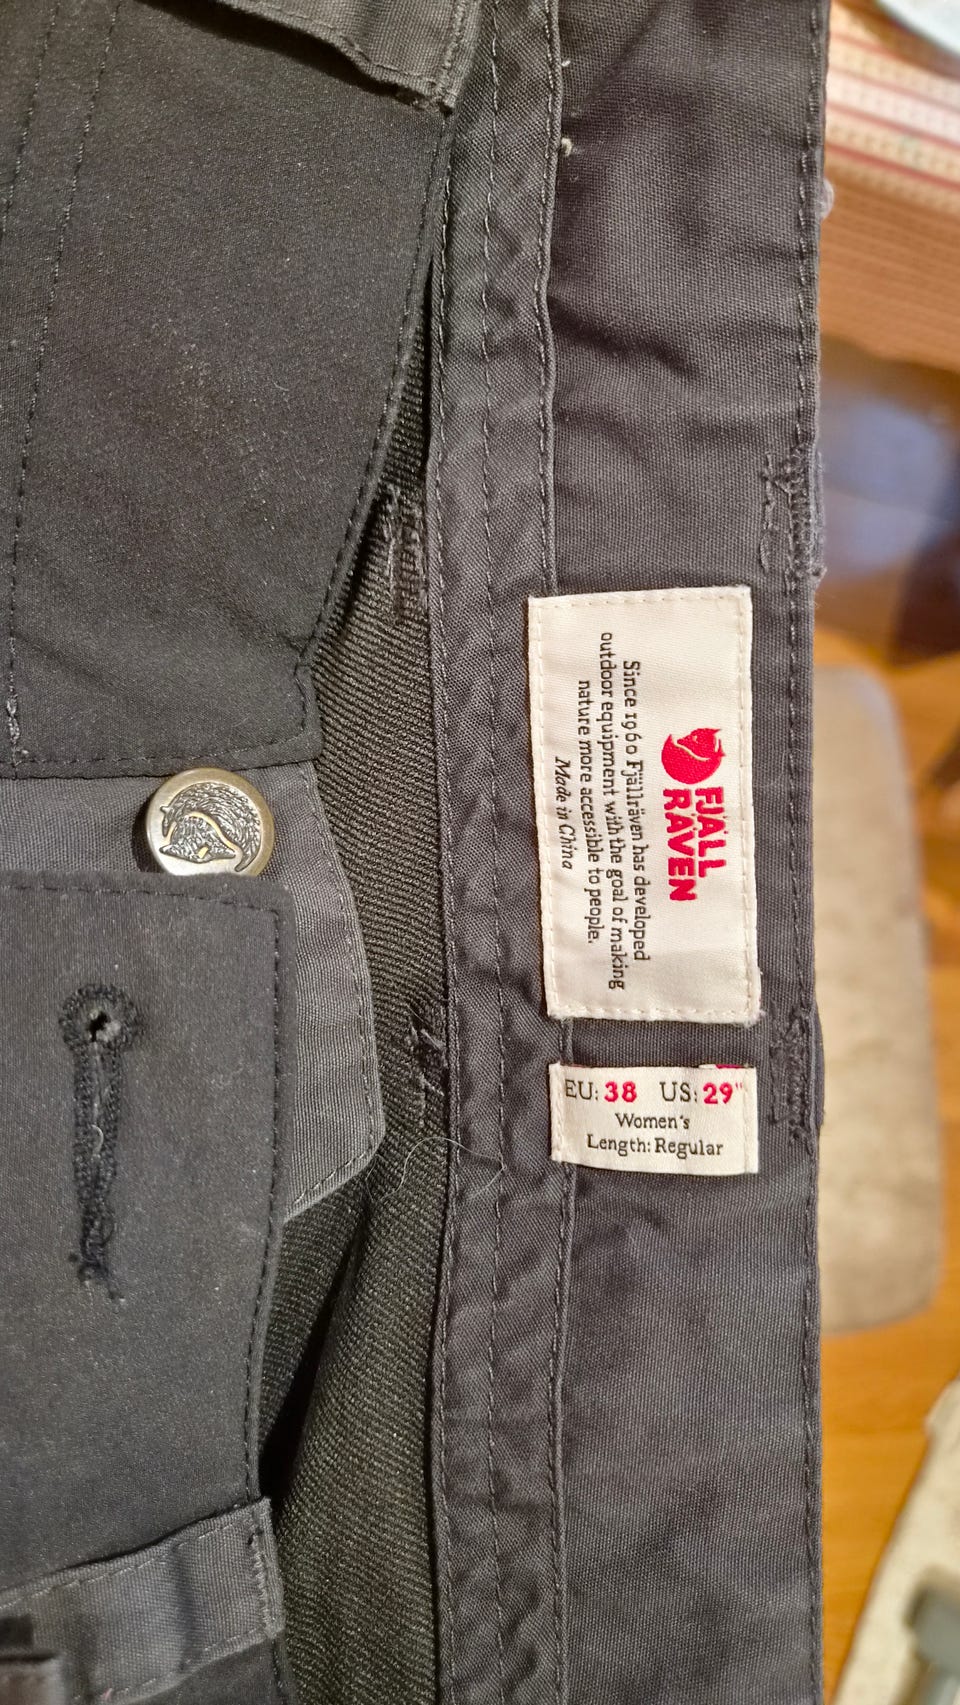 FJÄLL
RÄVEN
Since 1960 Fjällräven has developed
outdoor equipment with the goal of making
nature more accessible to people.
Made in China
EU: 38 US: 29"
Women's
Length: Regular